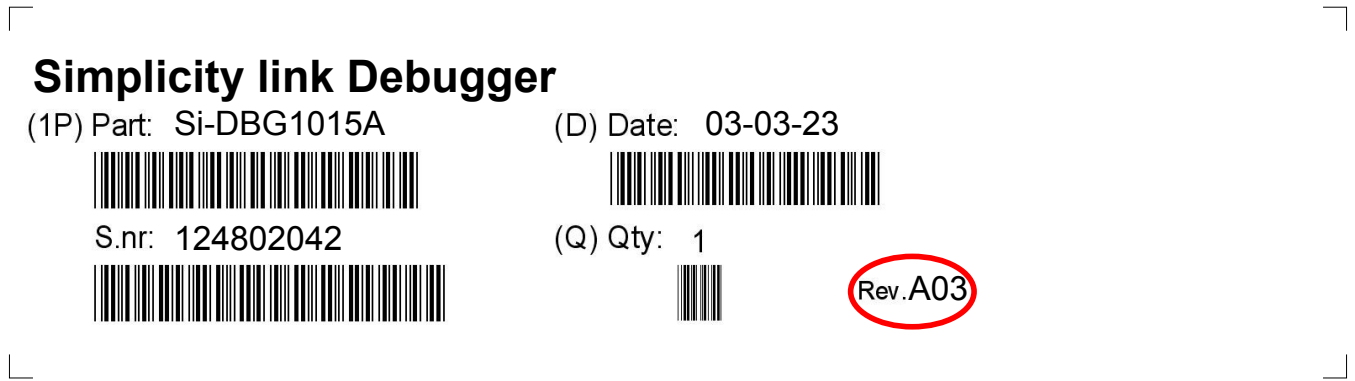 Simplicity link Debugger
(1P) Part: Si-DBG1015A
(D) Date: 03-03-23
S.nr: 124802042
(Q) Qty: 1
Rev.A03